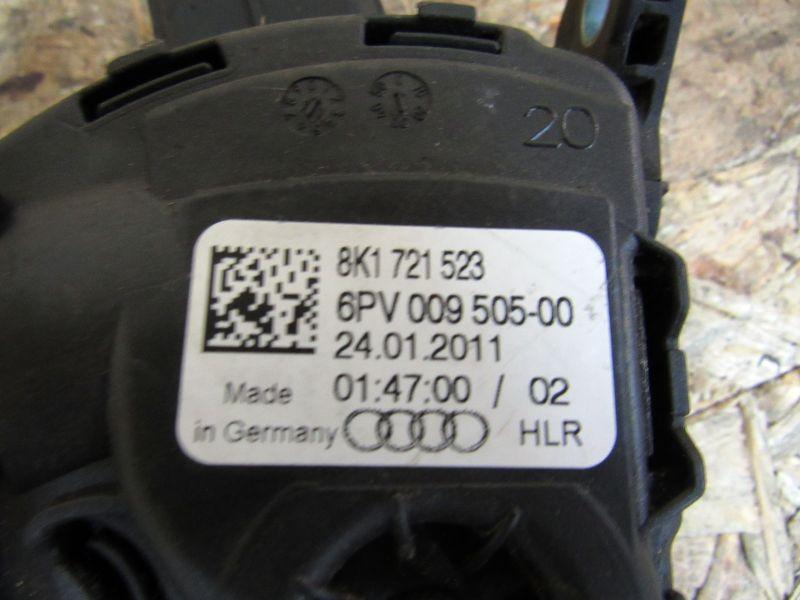 20
8K1 721 523
6PV 009 505-00
24.01.2011
Made 01:47:00 / 02
in Germany HLR